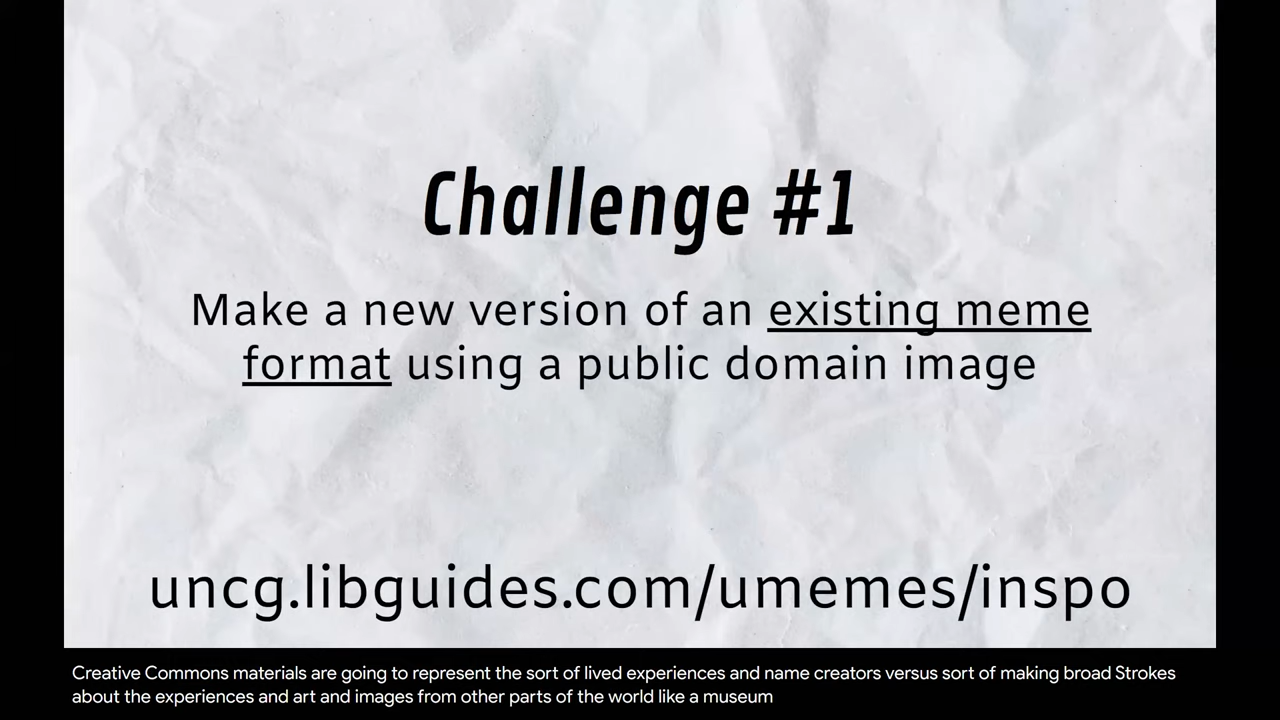 Challenge #1
Make a new version of an existing meme
format using a public domain image
uncg.libguides.com/umemes/inspo
Creative Commons materials are going to represent the sort of lived experiences and name creators versus sort of making broad Strokes
about the experiences and art and images from other parts of the world like a museum